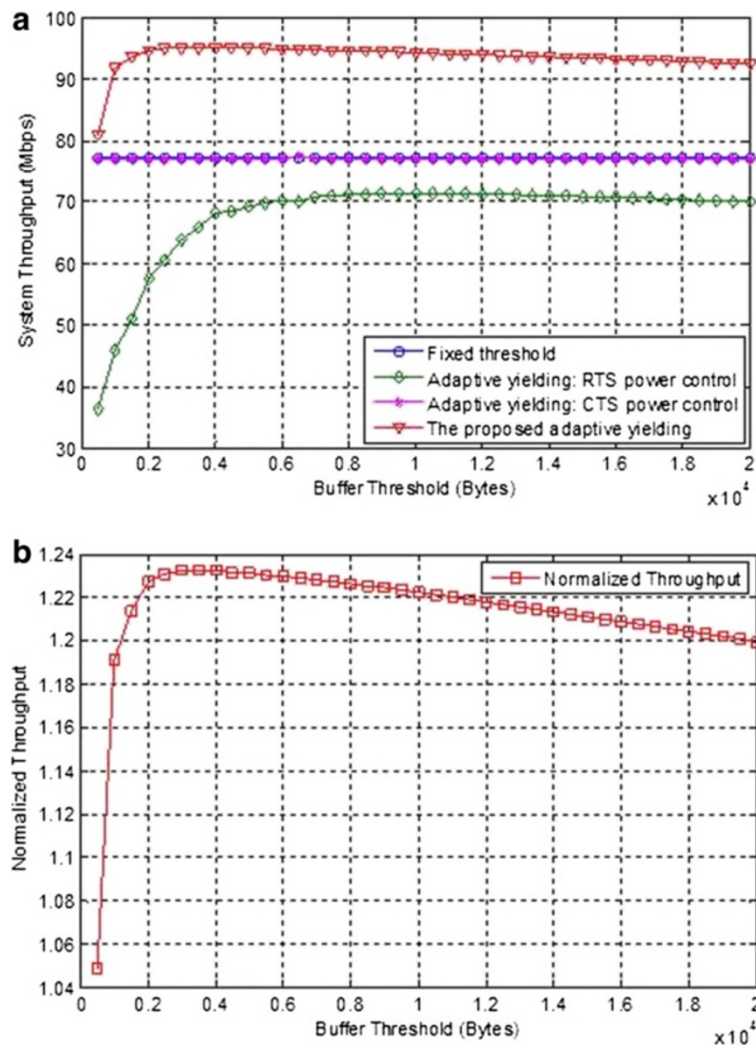 a
100
90
80
70
60
50
40
30
System Throughput (Mbps)
Fixed threshold
Adaptive yielding: RTS power control
Adaptive yielding: CTS power control
The proposed adaptive yielding
0 0.2 0.4 0.6 0.8 1 1.2 1.4 1.6 1.8 2
Buffer Threshold (Bytes)
x10⁴
b
1.24
1.22
1.2
1.18
1.16
1.14
1.12
1.1
1.08
1.06
1.04
Normalized Throughput
Normalized Throughput
0 0.2 0.4 0.6 0.8 1 1.2 1.4 1.6 1.8 2
Buffer Threshold (Bytes)
x10⁴